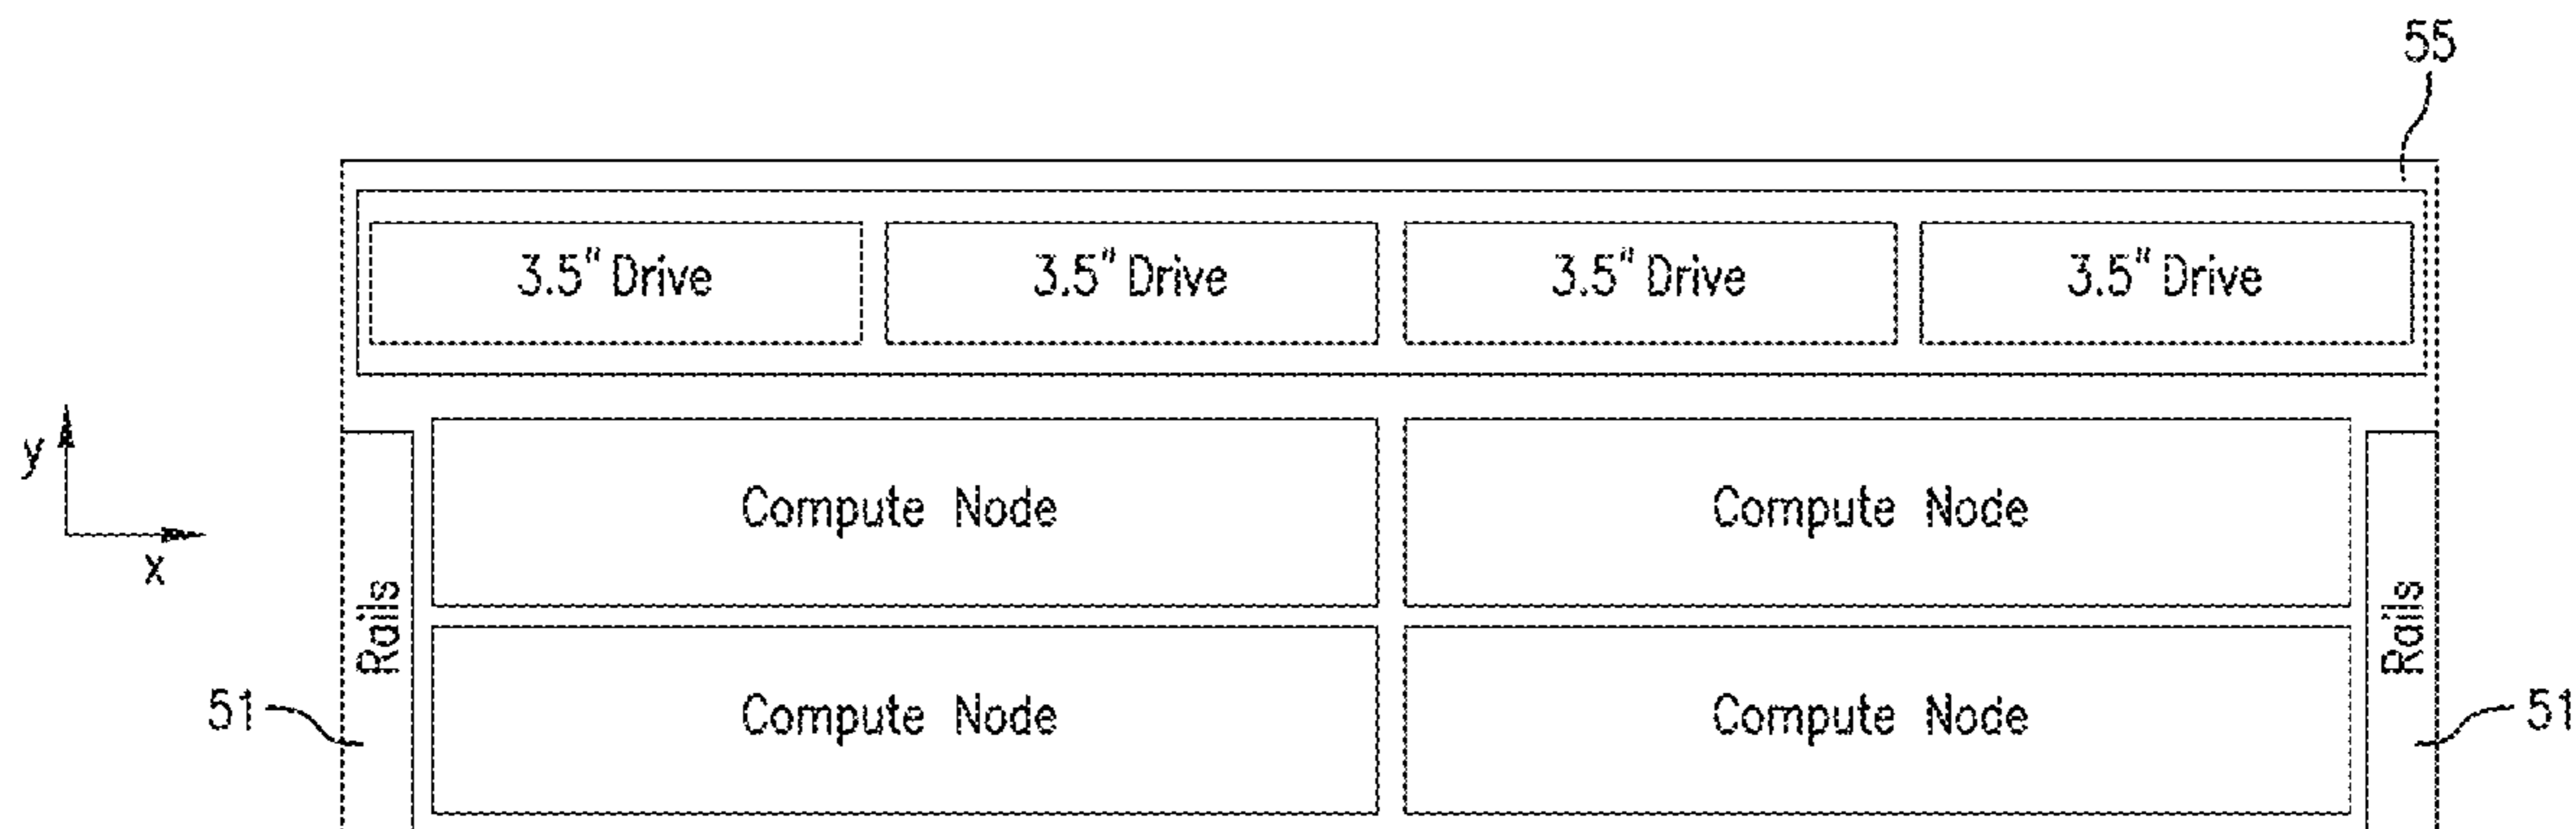 55
3.5" Drive 3.5" Drive 3.5" Drive 3.5" Drive
y
x
Compute Node Compute Node
Rails Rails
Compute Node Compute Node
51 51